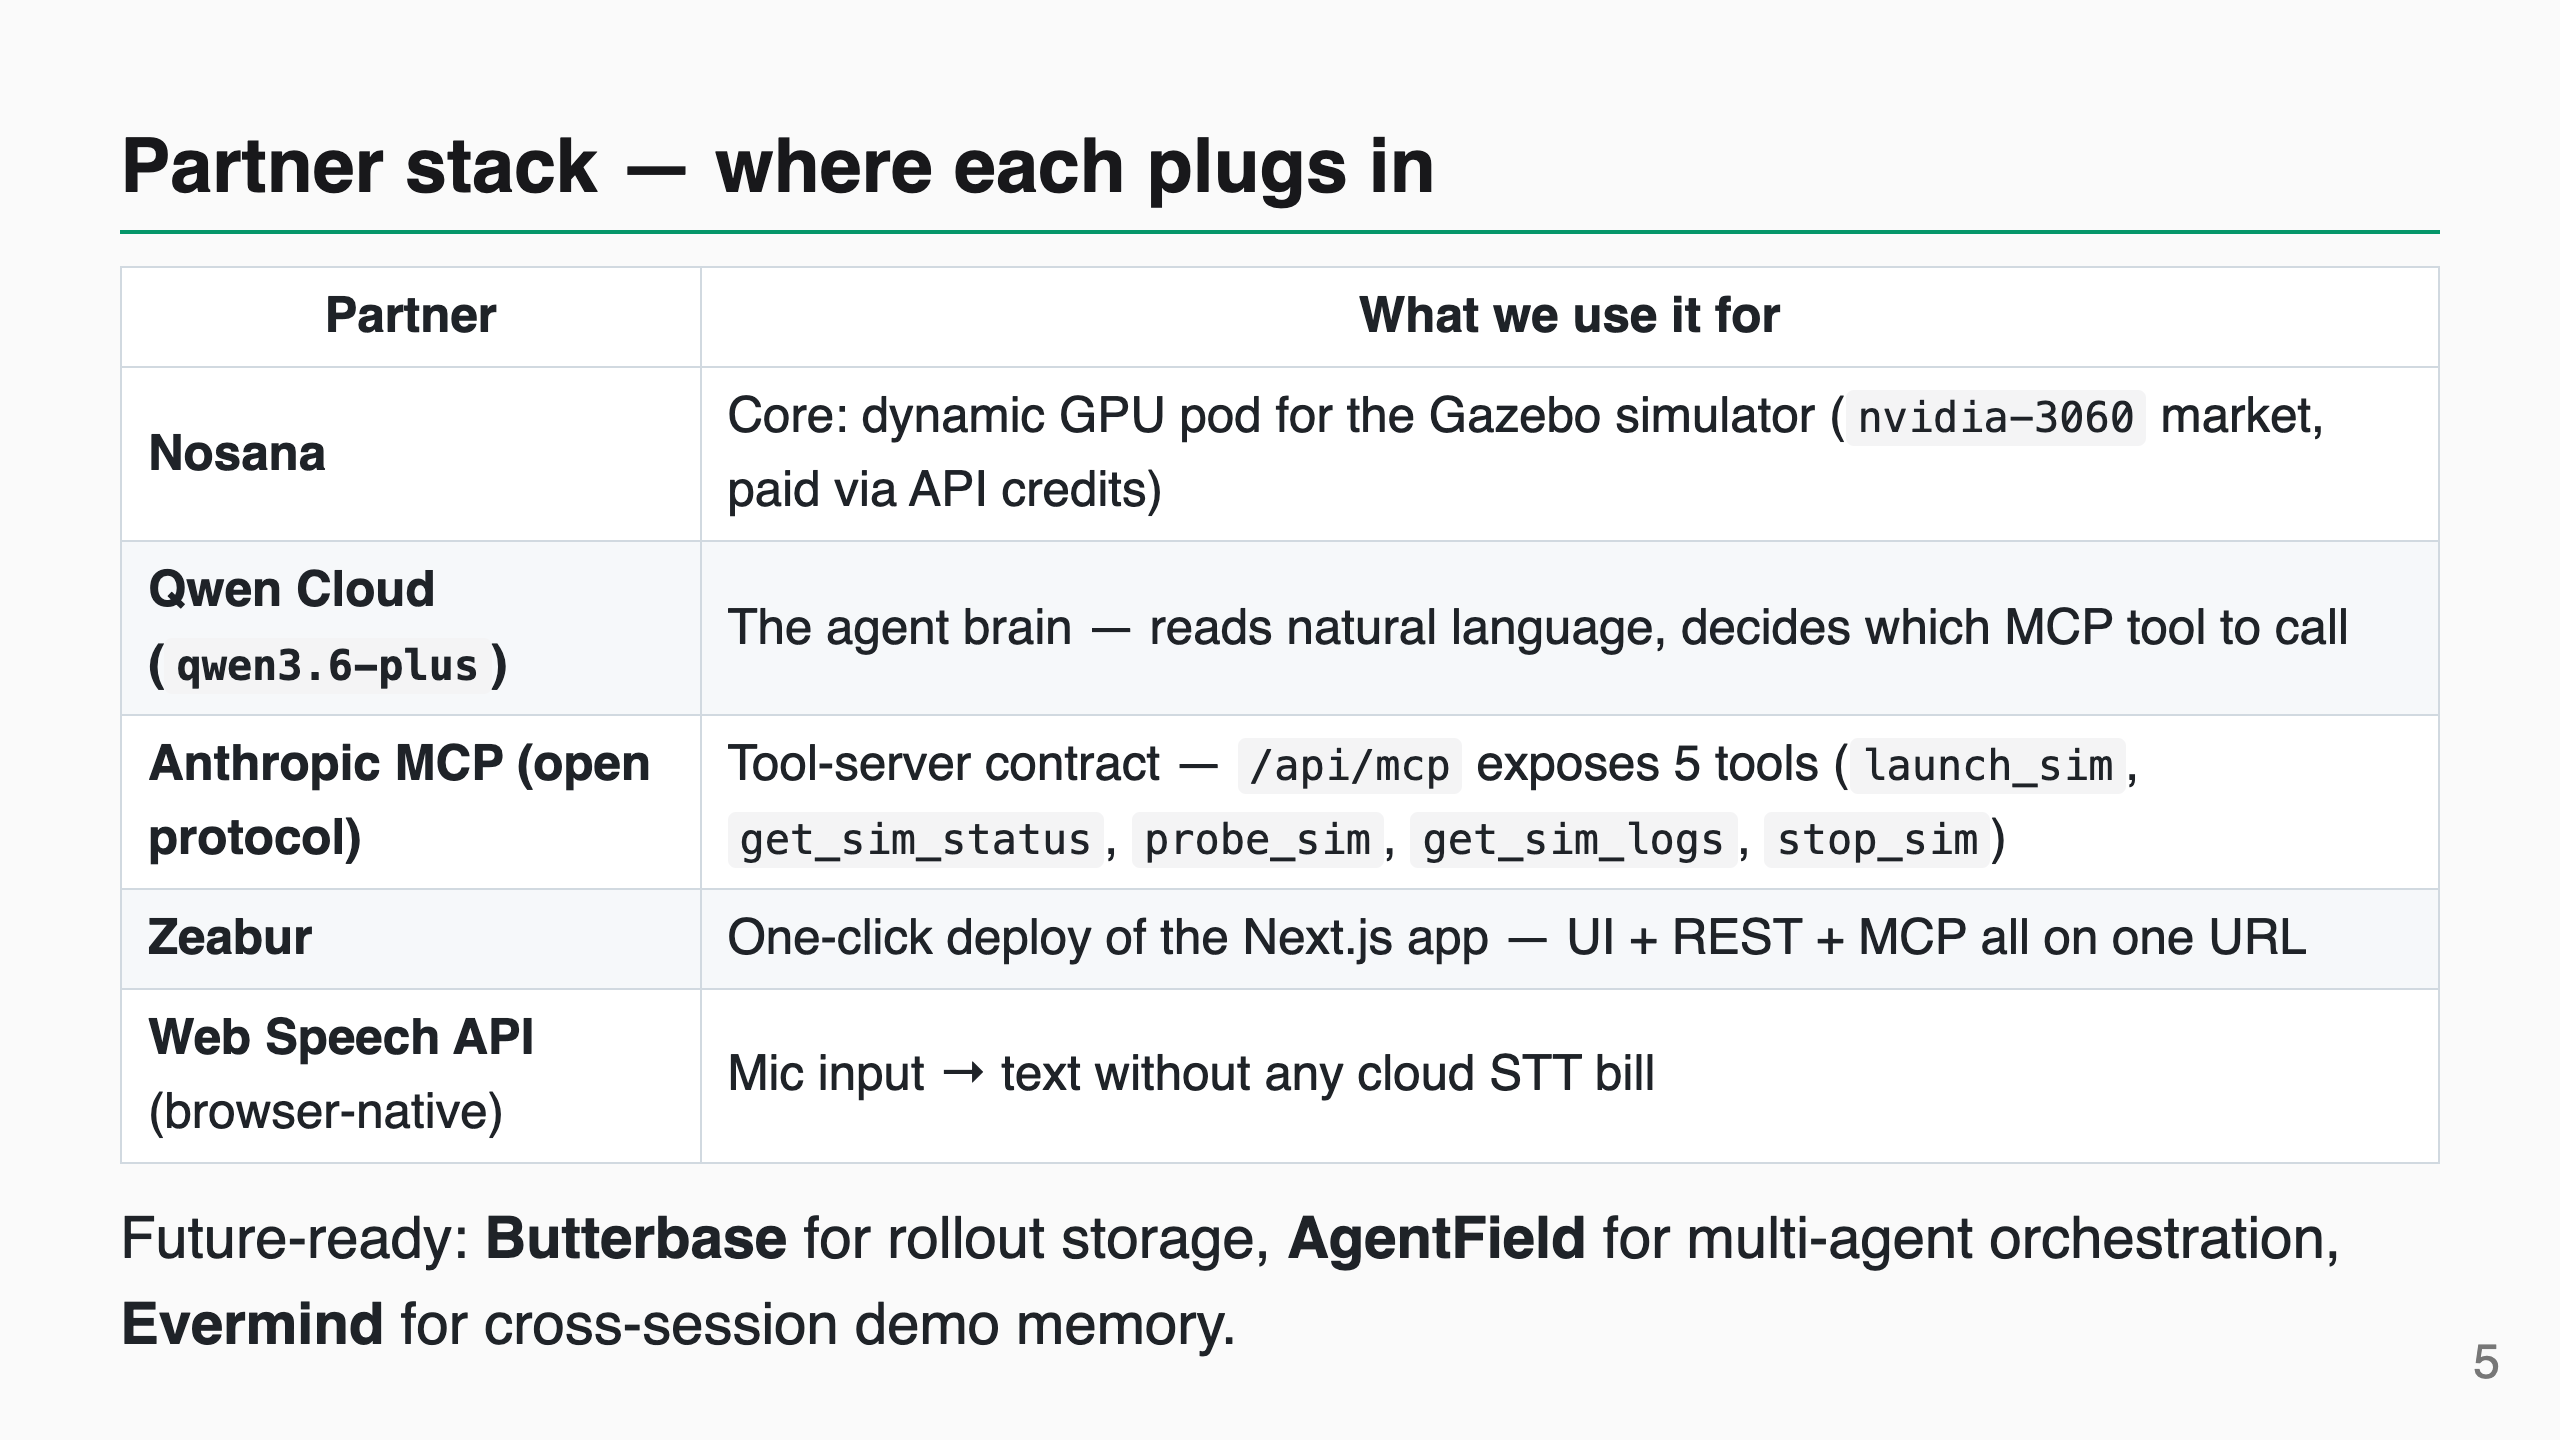 Partner stack — where each plugs in
Partner
What we use it for
Nosana
Core: dynamic GPU pod for the Gazebo simulator (nvidia-3060 market,
paid via API credits)
Qwen Cloud
(qwen3.6-plus)
The agent brain — reads natural language, decides which MCP tool to call
Anthropic MCP (open
protocol)
Tool-server contract — /api/mcp exposes 5 tools (launch_sim,
get_sim_status, probe_sim, get_sim_logs, stop_sim)
Zeabur
One-click deploy of the Next.js app — UI + REST + MCP all on one URL
Web Speech API
(browser-native)
Mic input → text without any cloud STT bill
Future-ready: Butterbase for rollout storage, AgentField for multi-agent orchestration,
Evermind for cross-session demo memory.
5